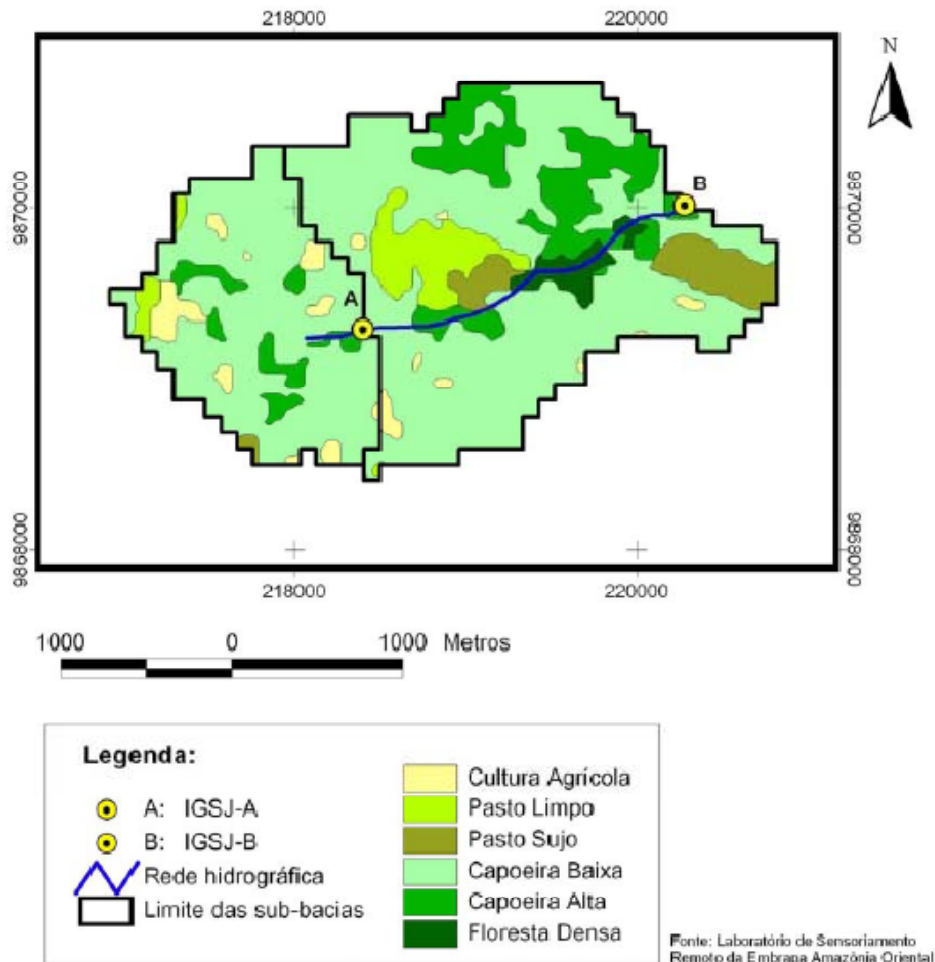 218000 220000
N
B
9870000 9870000
A
9868000 9868000
218000 220000
1000 0 1000 Metros
Legenda:
A: IGSJ-A
B: IGSJ-B
Rede hidrográfica
Limite das sub-bacias
Cultura Agrícola
Pasto Limpo
Pasto Sujo
Capoeira Baixa
Capoeira Alta
Floresta Densa
Fonte: Laboratório de Sensoriamento
Remoto da Embrapa Amazônia Oriental